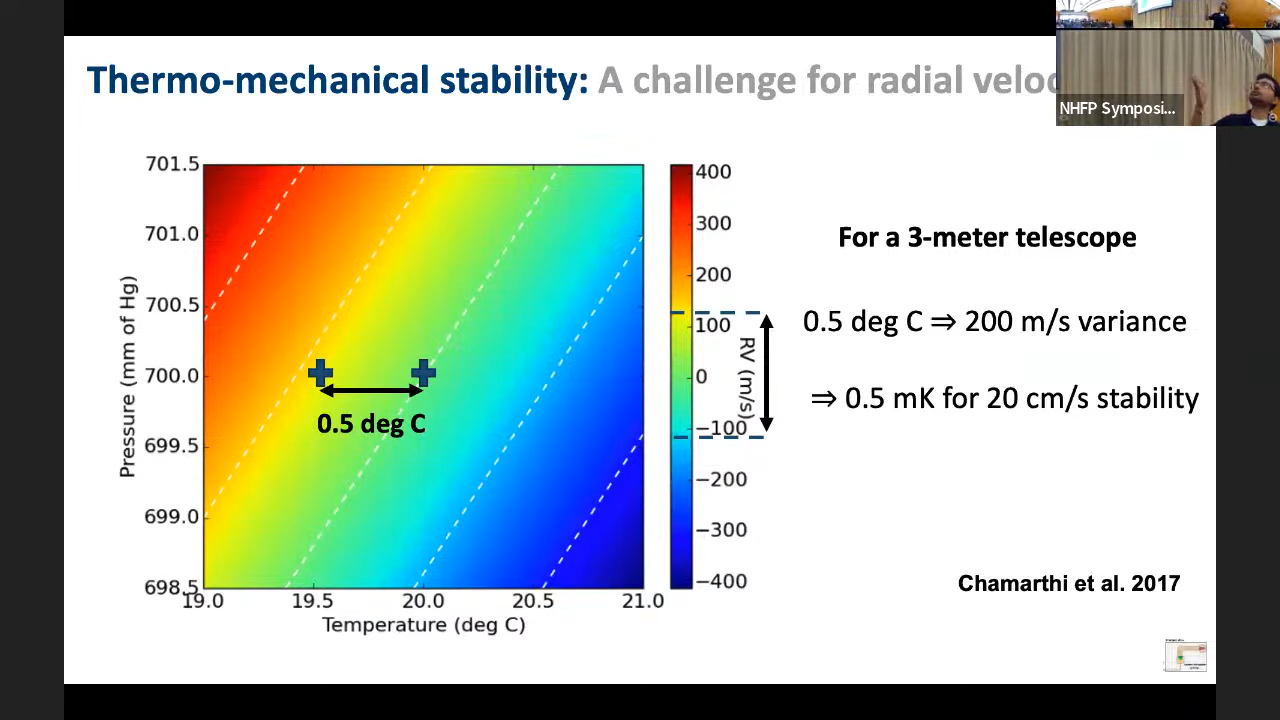 Thermo-mechanical stability: A challenge for radial veloc
NHFP Symposi...
701.5
701.0
700.5
700.0
699.5
699.0
698.5
Pressure (mm of Hg)
19.0
19.5
20.0
20.5
21.0
Temperature (deg C)
0.5 deg C
400
300
200
100
0
−100
−200
−300
−400
RV (m/s)
For a 3-meter telescope
0.5 deg C ⇒ 200 m/s variance
⇒ 0.5 mK for 20 cm/s stability
Chamarthi et al. 2017